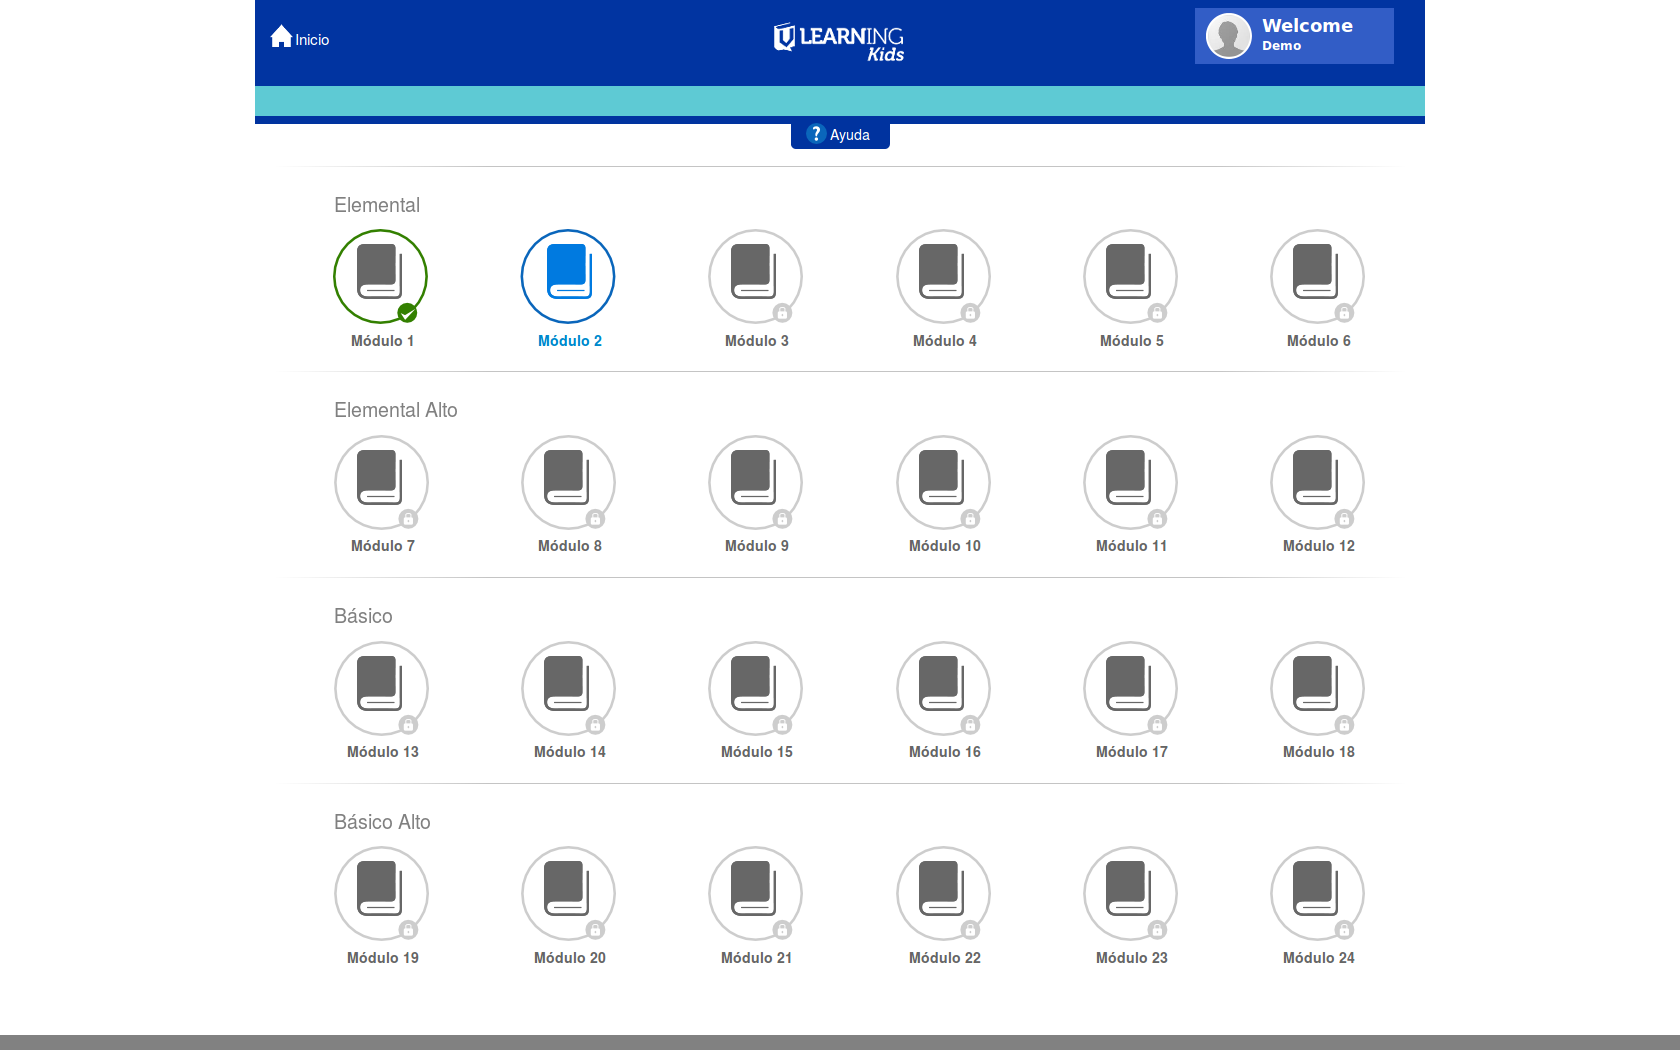 Inicio
LEARNING
Kids
Welcome
Demo
? Ayuda
Elemental
Módulo 1 Módulo 2 Módulo 3 Módulo 4 Módulo 5 Módulo 6
Elemental Alto
Módulo 7 Módulo 8 Módulo 9 Módulo 10 Módulo 11 Módulo 12
Básico
Módulo 13 Módulo 14 Módulo 15 Módulo 16 Módulo 17 Módulo 18
Básico Alto
Módulo 19 Módulo 20 Módulo 21 Módulo 22 Módulo 23 Módulo 24